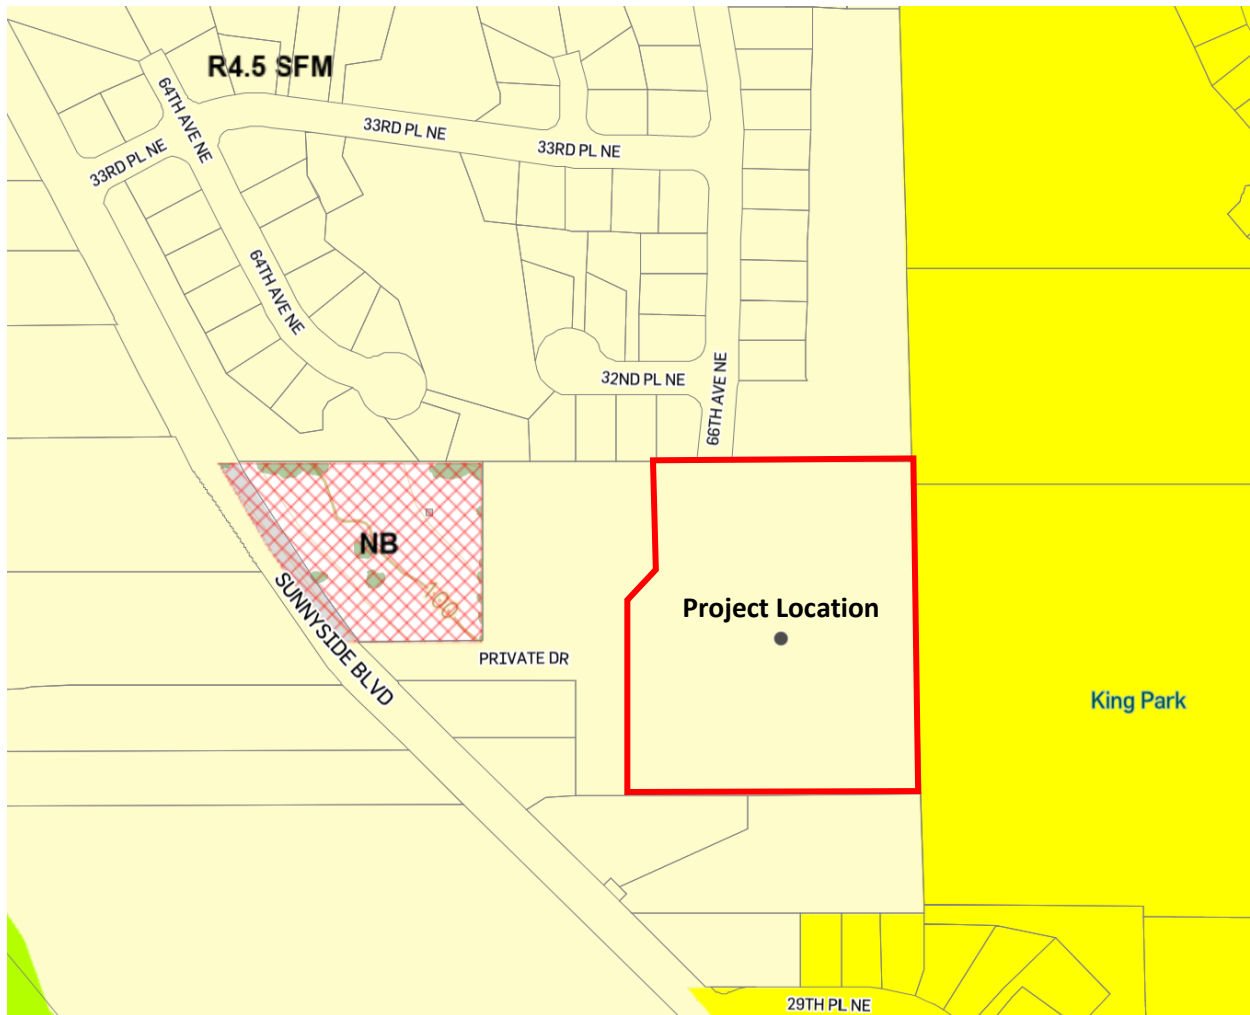 R4.5 SFM
64TH AVE NE
33RD PL NE
33RD PL NE
33RD PL NE
64TH AVE NE
32ND PL NE
66TH AVE NE
NB
100
SUNNYSIDE BLVD
PRIVATE DR
Project Location
King Park
29TH PL NE